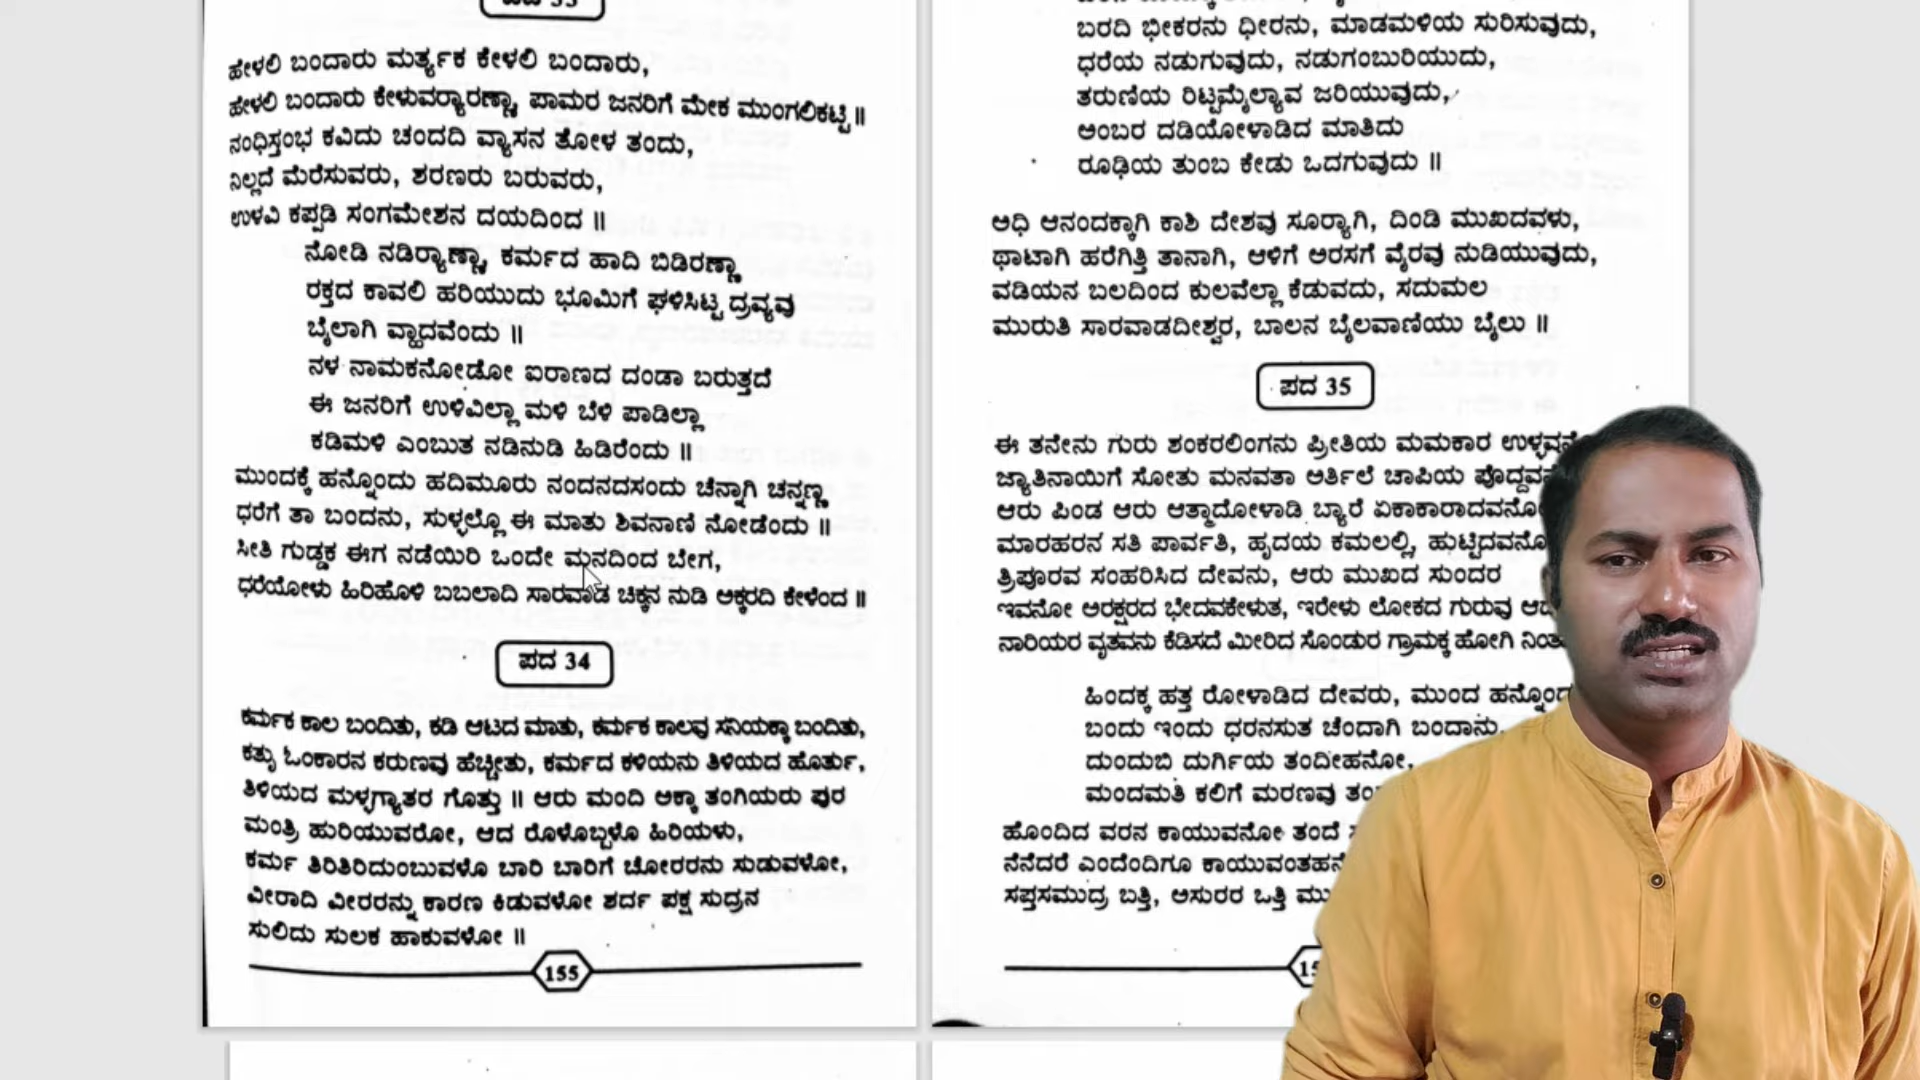 ಪದ 33
ಹೇಳಲಿ ಬಂದಾರು ಮರ್ತ್ಯಕ ಕೇಳಲಿ ಬಂದಾರು,
ಹೇಳಲಿ ಬಂದಾರು ಕೇಳುವರ‍್ಯಾರಣ್ಣಾ, ಪಾಮರ ಜನರಿಗೆ ಮೇಕ ಮುಂಗಲಿಕಟ್ಟಿ ॥
ನಂಧಿಸ್ತಂಭ ಕವಿದು ಚಂದದಿ ವ್ಯಾಸನ ತೋಳ ತಂದು,
ನಿಲ್ಲದೆ ಮೆರೆಸುವರು, ಶರಣರು ಬರುವರು,
ಉಳವಿ ಕಪ್ಪಡಿ ಸಂಗಮೇಶನ ದಯದಿಂದ ॥
ನೋಡಿ ನಡಿರ‍್ಯಾಣ್ಣಾ, ಕರ್ಮದ ಹಾದಿ ಬಿಡಿರಣ್ಣಾ
ರಕ್ತದ ಕಾವಲಿ ಹರಿಯುದು ಭೂಮಿಗೆ ಘಳಿಸಿಟ್ಟ ದ್ರವ್ಯವು
ಬೈಲಾಗಿ ವ್ಹಾದವೆಂದು ॥
ನಳ ನಾಮಕನೋಡೋ ಐರಾಣದ ದಂಡಾ ಬರುತ್ತದೆ
ಈ ಜನರಿಗೆ ಉಳಿವಿಲ್ಲಾ ಮಳಿ ಬೆಳಿ ಪಾಡಿಲ್ಲಾ
ಕಡಿಮಳಿ ಎಂಬುತ ನಡಿನುಡಿ ಹಿಡಿರೆಂದು ॥
ಮುಂದಕ್ಕೆ ಹನ್ನೊಂದು ಹದಿಮೂರು ನಂದನದಸಂದು ಚೆನ್ನಾಗಿ ಚನ್ನಣ್ಣ
ಧರೆಗೆ ತಾ ಬಂದನು, ಸುಳ್ಳಲ್ಲೊ ಈ ಮಾತು ಶಿವನಾಣಿ ನೋಡೆಂದು ॥
ಸೀತಿ ಗುಡ್ಡಕ ಈಗ ನಡೆಯಿರಿ ಒಂದೇ ಮನದಿಂದ ಬೇಗ,
ಧರೆಯೋಳು ಹಿರಿಹೊಳಿ ಬಬಲಾದಿ ಸಾರವಾಡ ಚಿಕ್ಕನ ನುಡಿ ಆಕ್ಕರದಿ ಕೇಳೆಂದ ॥
ಪದ 34
ಕರ್ಮಕ ಕಾಲ ಬಂದಿತು, ಕಡಿ ಆಟದ ಮಾತು, ಕರ್ಮಕ ಕಾಲವು ಸನಿಯಕ್ಕಾ ಬಂದಿತು,
ಕತ್ತು ಓಂಕಾರನ ಕರುಣವು ಹೆಚ್ಚೀತು, ಕರ್ಮದ ಕಳಿಯನು ತಿಳಿಯದ ಹೊರ್ತು,
ತಿಳಿಯದ ಮಳ್ಳಗ್ಯಾತರ ಗೊತ್ತು ॥ ಆರು ಮಂದಿ ಆಕ್ಕಾ ತಂಗಿಯರು ಪುರ
ಮಂತ್ರಿ ಹುರಿಯುವರೋ, ಆದ ರೊಳೊಬ್ಬಳೊ ಹಿರಿಯಳು,
ಕರ್ಮ ತಿರಿತಿರಿದುಂಬುವಳೊ ಬಾರಿ ಬಾರಿಗೆ ಚೋರರನು ಸುಡುವಳೋ,
ವೀರಾದಿ ವೀರರನ್ನು ಕಾರಣ ಕಿಡುವಳೋ ಶರ್ದ ಪಕ್ಷ ಸುದ್ರನ
ಸುಲಿದು ಸುಲಕ ಹಾಕುವಳೋ ॥
155
ಬರದಿ ಭೀಕರನು ಧೀರನು, ಮಾಡಮಳಿಯ ಸುರಿಸುವುದು,
ಧರೆಯ ನಡುಗುವುದು, ನಡುಗಂಬುರಿಯುದು,
ತರುಣಿಯ ರಿಟ್ಟಮೈಲ್ಯಾವ ಜರಿಯುವುದು,
ಅಂಬರ ದಡಿಯೋಳಾಡಿದ ಮಾತಿದು
ರೂಢಿಯ ತುಂಬ ಕೇಡು ಒದಗುವುದು ॥
ಅಧಿ ಆನಂದಕ್ಕಾಗಿ ಕಾಶಿ ದೇಶವು ಸೂರ‍್ಯಾಗಿ, ದಿಂಡಿ ಮುಖದವಳು,
ಥಾಟಾಗಿ ಹರೆಗಿತ್ತಿ ತಾನಾಗಿ, ಆಳಿಗೆ ಅರಸಗೆ ವೈರವು ನುಡಿಯುವುದು,
ವಡಿಯನ ಬಲದಿಂದ ಕುಲವೆಲ್ಲಾ ಕೆಡುವದು, ಸದುಮಲ
ಮುರುತಿ ಸಾರವಾಡದೀಶ್ವರ, ಬಾಲನ ಬೈಲವಾಣಿಯು ಬೈಲು ॥
ಪದ 35
ಈ ತನೇನು ಗುರು ಶಂಕರಲಿಂಗನು ಪ್ರೀತಿಯ ಮಮಕಾರ
ಜ್ಯಾತಿನಾಯಿಗೆ ಸೋತು ಮನವತಾ ಆರ್ತಿಲೆ ಚಾಪಿಯ
ಆರು ಪಿಂಡ ಆರು ಆತ್ಮಾದೋಳಾಡಿ ಬ್ಯಾರೆ
ಮಾರಹರನ ಸತಿ ಪಾರ್ವತಿ, ಹೃದಯ ಕಮಲಲ್ಲಿ,
ತ್ರಿಪೂರವ ಸಂಹರಿಸಿದ ದೇವನು, ಆರು ಮುಖದ ಸುಂದರ
ಇವನೋ ಅರಕ್ಷರದ ಭೇದವಕೇಳುತ, ಇರೇಳು ಲೋಕದ ಗುರುವು
ನಾರಿಯರ ವೃತವನು ಕೆಡಿಸದೆ ಮೀರಿದ ಸೊಂಡುರ ಗ್ರಾಮಕ್ಕ ಹೋಗಿ
ಹಿಂದಕ್ಕ ಹತ್ತ ರೋಳಾಡಿದ ದೇವರು, ಮುಂದ
ಬಂದು ಇಂದು ಧರನಸುತ ಚೆಂದಾಗಿ ಬಂದಾನು,
ದುಂದುಬಿ ದುರ್ಗಿಯ ತಂದೀಹನೋ,
ಮಂದಮತಿ ಕಲಿಗೆ ಮರಣವು
ಹೊಂದಿದ ವರನ ಕಾಯುವನೋ ತಂದೆ
ನೆನೆದರೆ ಎಂದೆಂದಿಗೂ
ಸಪ್ತಸಮುದ್ರ ಬತ್ತಿ, ಅಸುರರ ಒತ್ತಿ